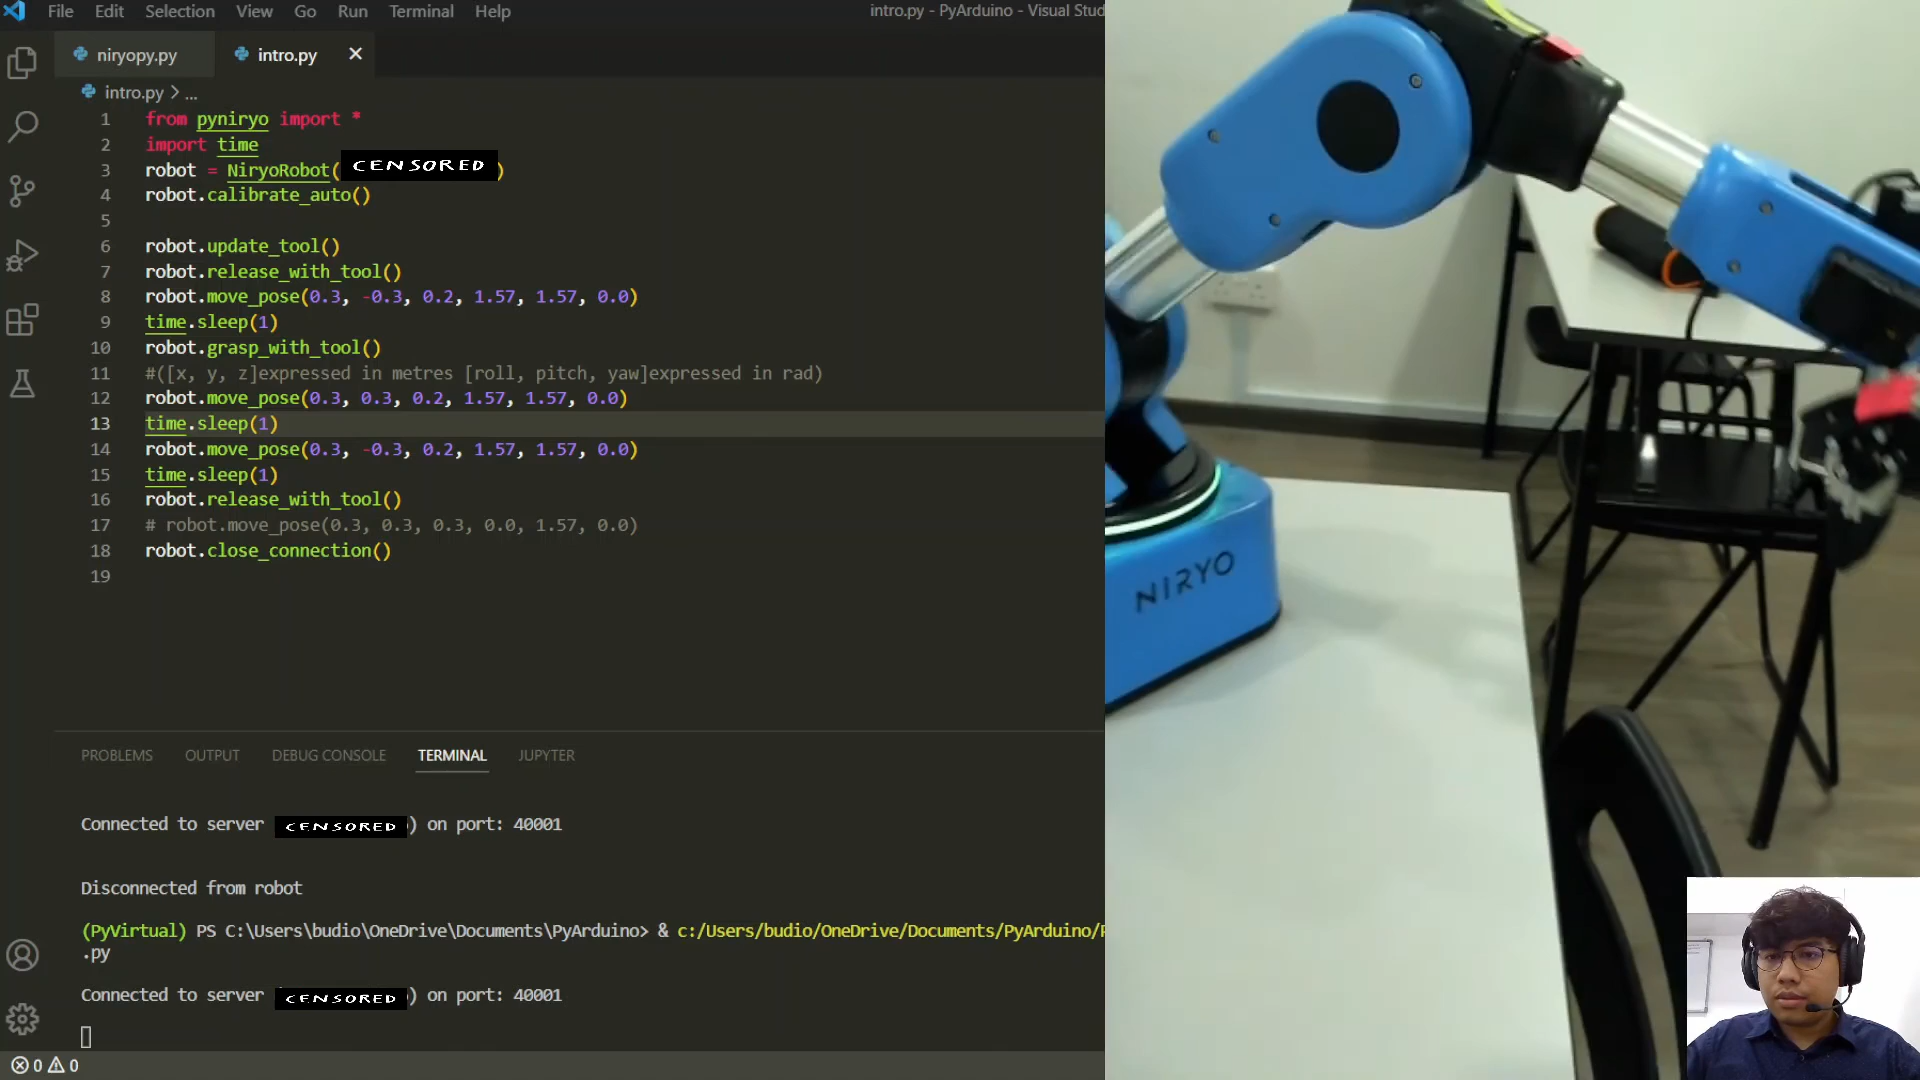 File Edit Selection View Go Run Terminal Help
intro.py - PyArduino - Visual Stud
niryopy.py
intro.py
intro.py > ...
1 from pyniryo import *
2 import time
3 robot = NiryoRobot( CENSORED )
4 robot.calibrate_auto()
5
6 robot.update_tool()
7 robot.release_with_tool()
8 robot.move_pose(0.3, -0.3, 0.2, 1.57, 1.57, 0.0)
9 time.sleep(1)
10 robot.grasp_with_tool()
11 #([x, y, z]expressed in metres [roll, pitch, yaw]expressed in rad)
12 robot.move_pose(0.3, 0.3, 0.2, 1.57, 1.57, 0.0)
13 time.sleep(1)
14 robot.move_pose(0.3, -0.3, 0.2, 1.57, 1.57, 0.0)
15 time.sleep(1)
16 robot.release_with_tool()
17 # robot.move_pose(0.3, 0.3, 0.3, 0.0, 1.57, 0.0)
18 robot.close_connection()
19
PROBLEMS OUTPUT DEBUG CONSOLE TERMINAL JUPYTER
Connected to server CENSORED ) on port: 40001
Disconnected from robot
(PyVirtual) PS C:\Users\budio\OneDrive\Documents\PyArduino> & c:/Users/budio/OneDrive/Documents/PyArduino/P
.py
Connected to server CENSORED ) on port: 40001
0 0
NIRYO